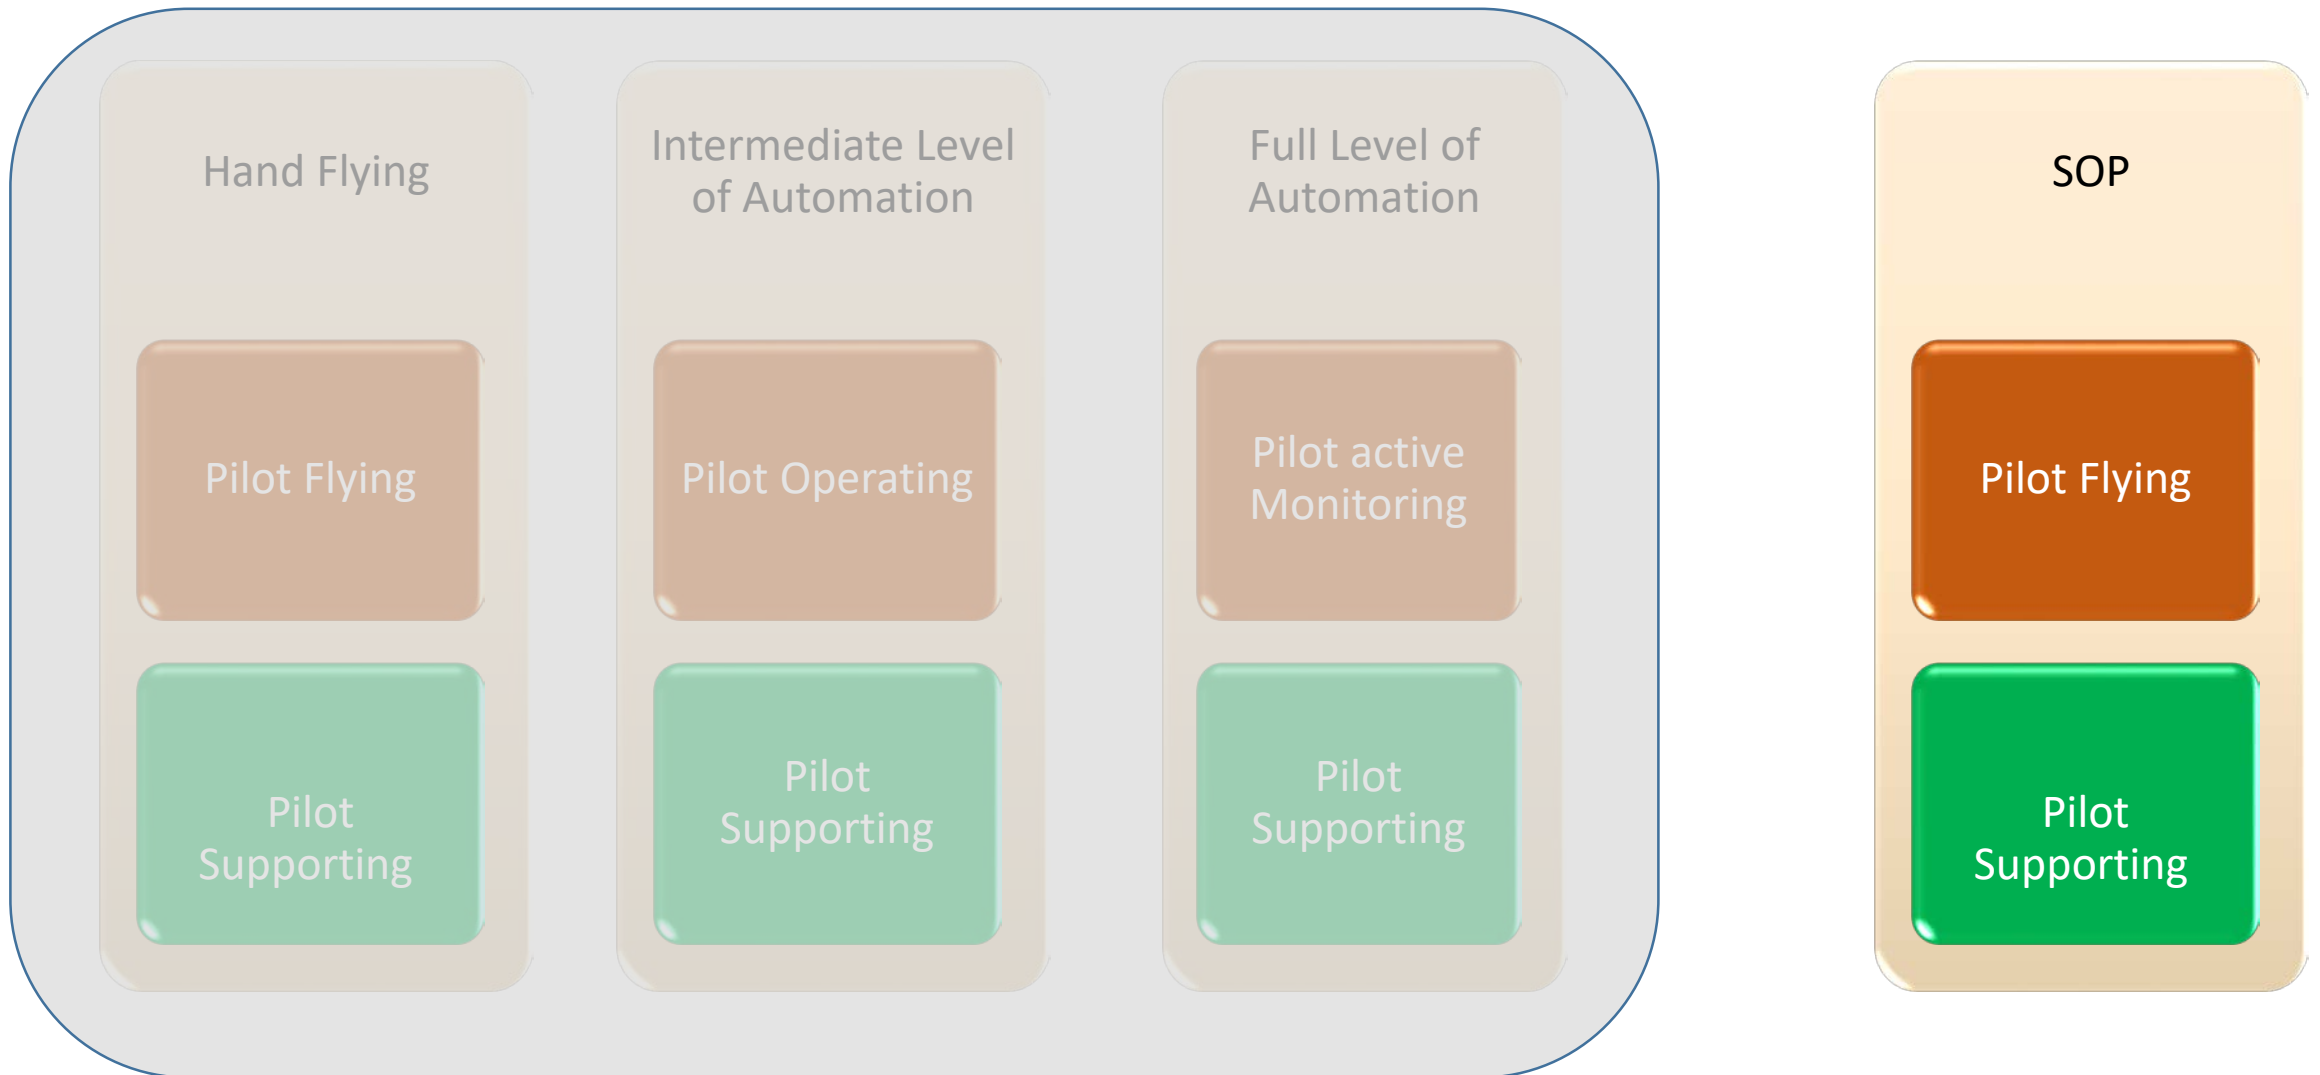 Hand Flying
Intermediate Level
of Automation
Full Level of
Automation
SOP
Pilot Flying
Pilot Operating
Pilot active
Monitoring
Pilot Flying
Pilot
Supporting
Pilot
Supporting
Pilot
Supporting
Pilot
Supporting